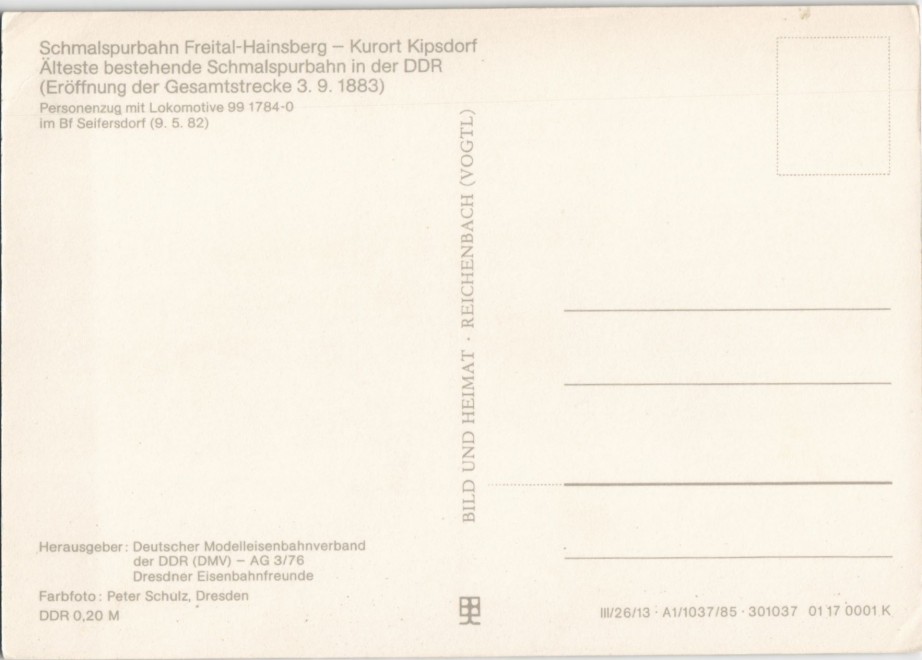 Schmalspurbahn Freital-Hainsberg – Kurort Kipsdorf
Älteste bestehende Schmalspurbahn in der DDR
(Eröffnung der Gesamtstrecke 3. 9. 1883)
Personenzug mit Lokomotive 99 1784-0
im Bf Seifersdorf (9. 5. 82)
BILD UND HEIMAT · REICHENBACH (VOGTL)
Herausgeber: Deutscher Modelleisenbahnverband
der DDR (DMV) – AG 3/76
Dresdner Eisenbahnfreunde
Farbfoto: Peter Schulz, Dresden
DDR 0,20 M
III/26/13 · A1/1037/85 · 301037 01 17 0001 K